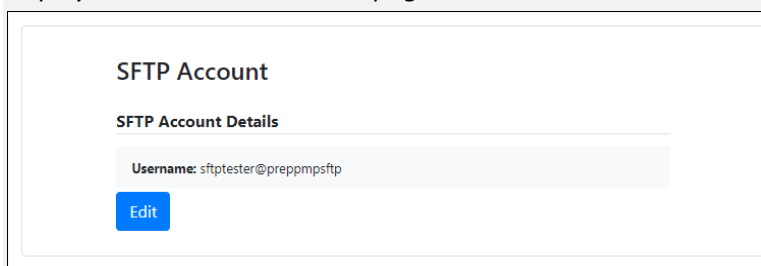 SFTP Account
SFTP Account Details
Username: sftptester@preppmpsftp
Edit